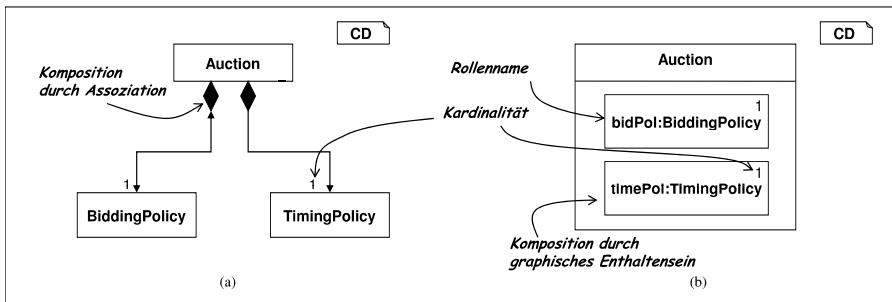 CD
Auction
Komposition
durch Assoziation
1
1
BiddingPolicy
TimingPolicy
(a)
Rollenname
Kardinalität
CD
Auction
1
bidPol:BiddingPolicy
1
timePol:TimingPolicy
Komposition durch
graphisches Enthaltensein
(b)